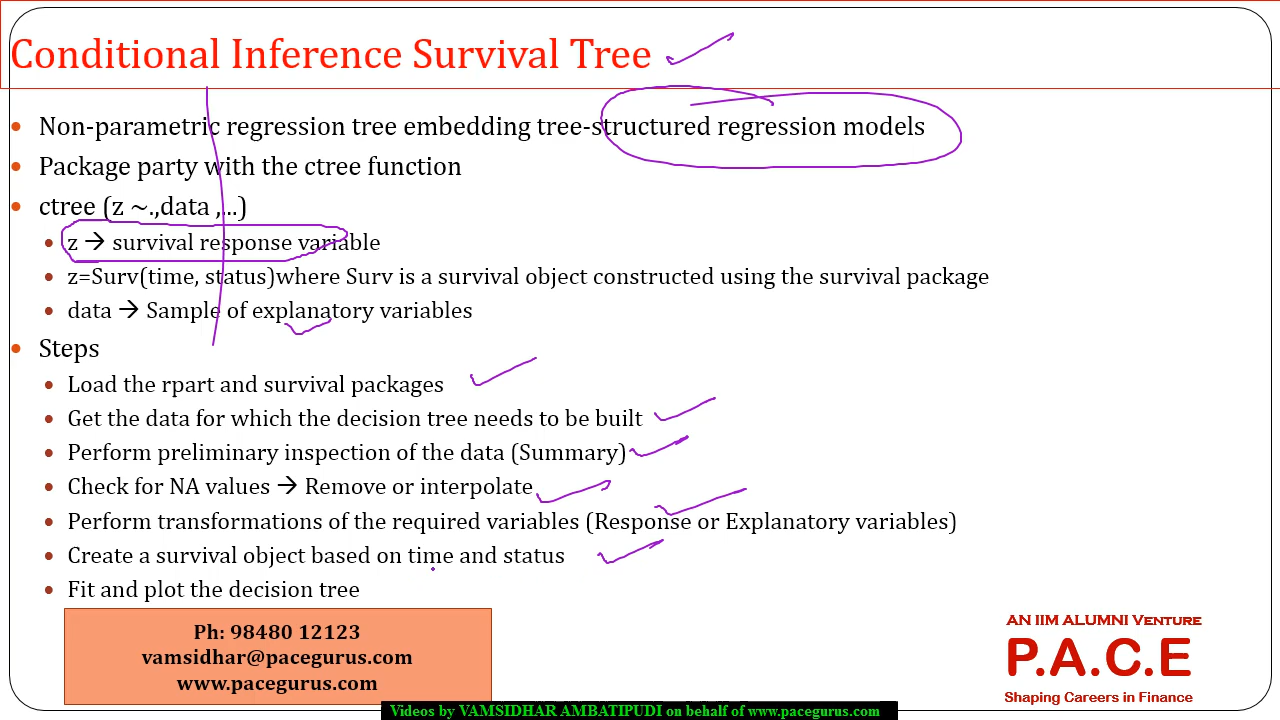 Conditional Inference Survival Tree
• Non-parametric regression tree embedding tree-structured regression models
• Package party with the ctree function
• ctree (z ~.,data ,...)
• z → survival response variable
• z=Surv(time, status)where Surv is a survival object constructed using the survival package
• data → Sample of explanatory variables
• Steps
• Load the rpart and survival packages
• Get the data for which the decision tree needs to be built
• Perform preliminary inspection of the data (Summary)
• Check for NA values → Remove or interpolate
• Perform transformations of the required variables (Response or Explanatory variables)
• Create a survival object based on time and status
• Fit and plot the decision tree
Ph: 98480 12123
vamsidhar@pacegurus.com
www.pacegurus.com
AN IIM ALUMNI VENTURE
P.A.C.E
Shaping Careers in Finance
Videos by VAMSIDHAR AMBATIPUDI on behalf of www.pacegurus.com